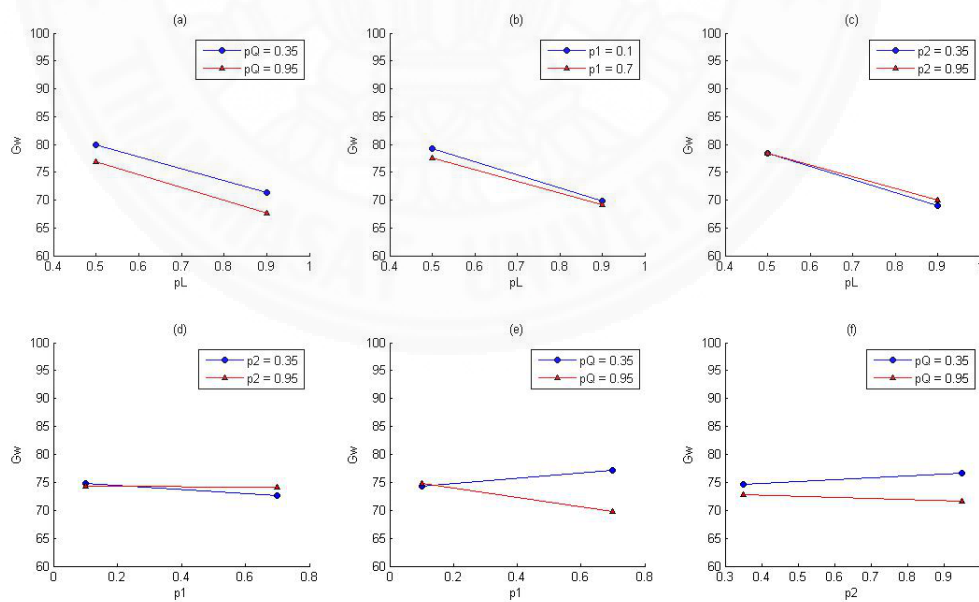 (a)
100
95
90
85
80
75
70
65
60
Gw
0.4 0.5 0.6 0.7 0.8 0.9 1
pL
pQ = 0.35
pQ = 0.95
(b)
100
95
90
85
80
75
70
65
60
Gw
0.4 0.5 0.6 0.7 0.8 0.9 1
pL
p1 = 0.1
p1 = 0.7
(c)
100
95
90
85
80
75
70
65
60
Gw
0.4 0.5 0.6 0.7 0.8 0.9
pL
p2 = 0.35
p2 = 0.95
(d)
100
95
90
85
80
75
70
65
60
Gw
0 0.2 0.4 0.6 0.8
p1
p2 = 0.35
p2 = 0.95
(e)
100
95
90
85
80
75
70
65
60
Gw
0 0.2 0.4 0.6 0.8
p1
pQ = 0.35
pQ = 0.95
(f)
100
95
90
85
80
75
70
65
60
Gw
0.3 0.4 0.5 0.6 0.7 0.8 0.9
p2
pQ = 0.35
pQ = 0.95